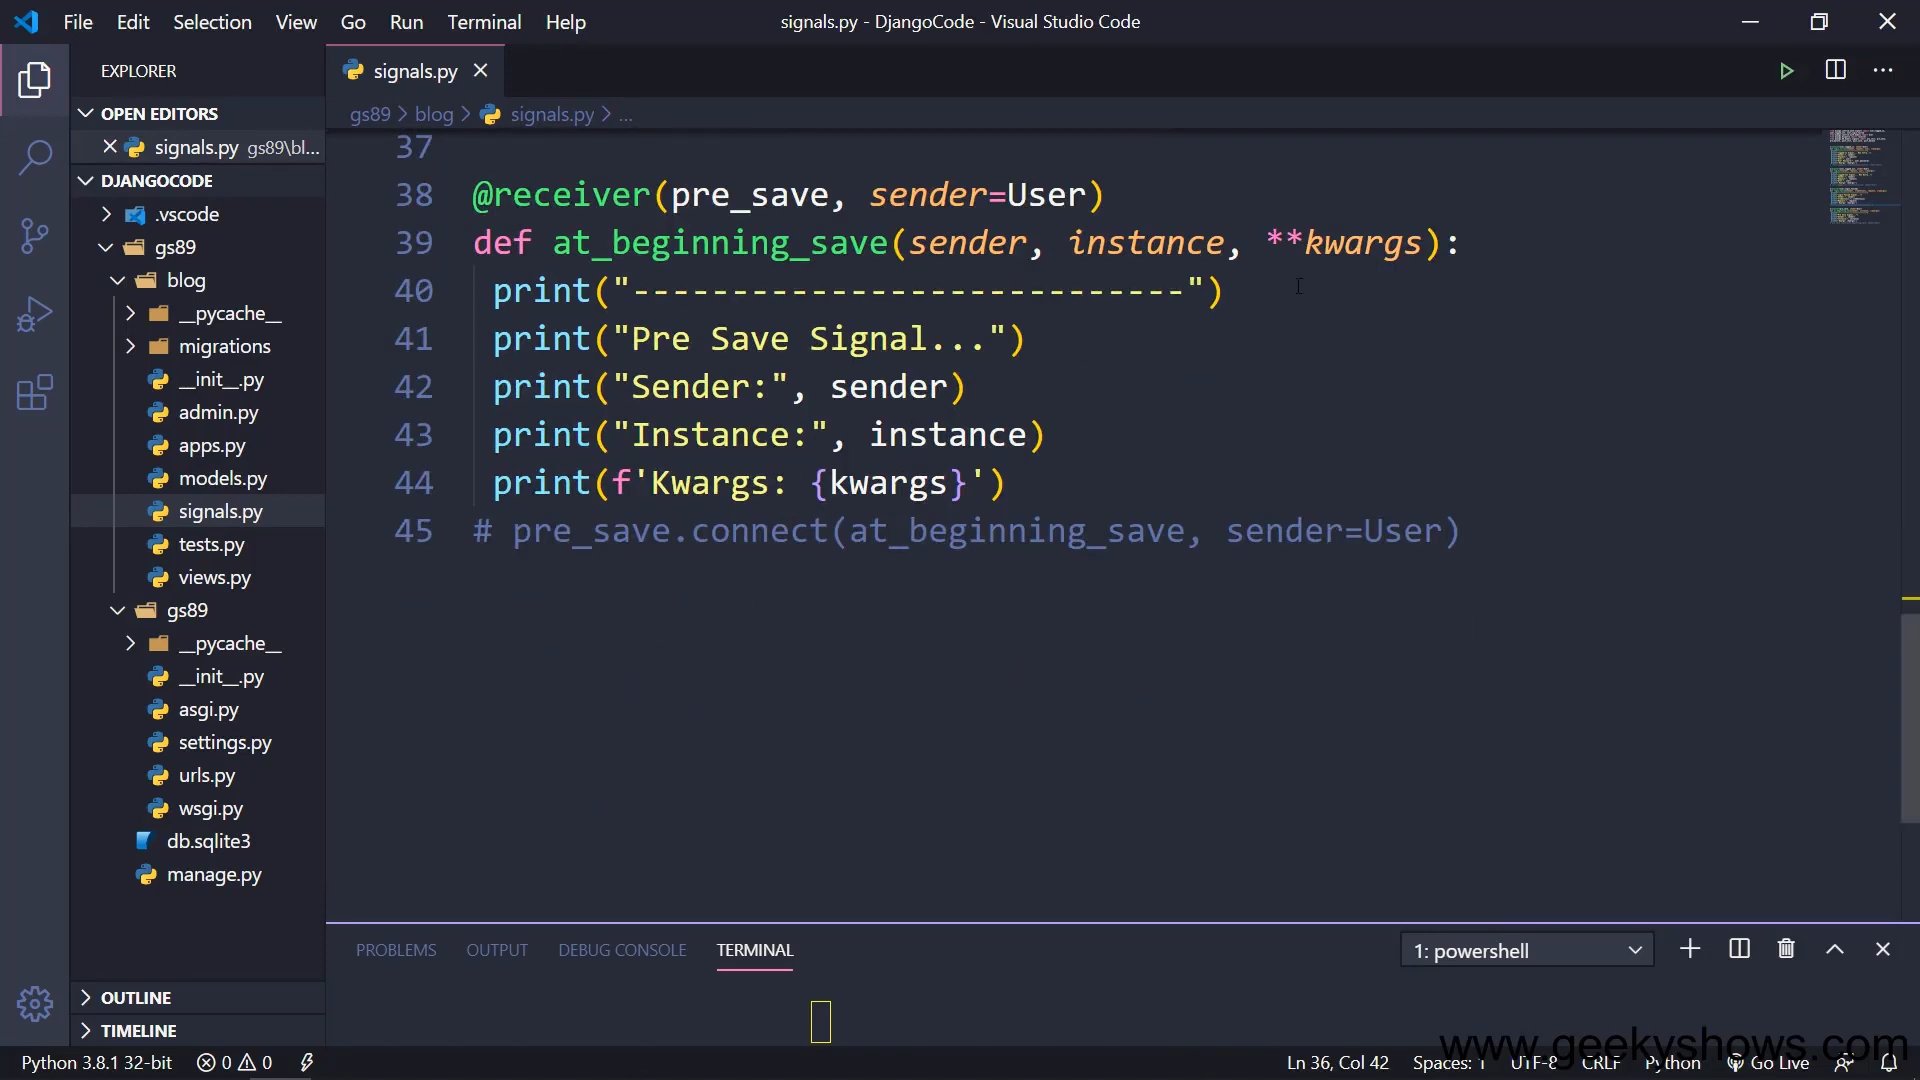 File Edit Selection View Go Run Terminal Help
signals.py - DjangoCode - Visual Studio Code
EXPLORER
OPEN EDITORS
signals.py gs89\bl...
DJANGOCODE
.vscode
gs89
blog
__pycache__
migrations
__init__.py
admin.py
apps.py
models.py
signals.py
tests.py
views.py
gs89
__pycache__
__init__.py
asgi.py
settings.py
urls.py
wsgi.py
db.sqlite3
manage.py
OUTLINE
TIMELINE
signals.py
gs89 > blog > signals.py > ...
37
38 @receiver(pre_save, sender=User)
39 def at_beginning_save(sender, instance, **kwargs):
40 print("----------------------------")
41 print("Pre Save Signal...")
42 print("Sender:", sender)
43 print("Instance:", instance)
44 print(f'Kwargs: {kwargs}')
45 # pre_save.connect(at_beginning_save, sender=User)
PROBLEMS OUTPUT DEBUG CONSOLE TERMINAL
1: powershell
www.geekyshows.com
Python 3.8.1 32-bit 0 0
Ln 36, Col 42 Spaces: 1 UTF-8 CRLF Python Go Live